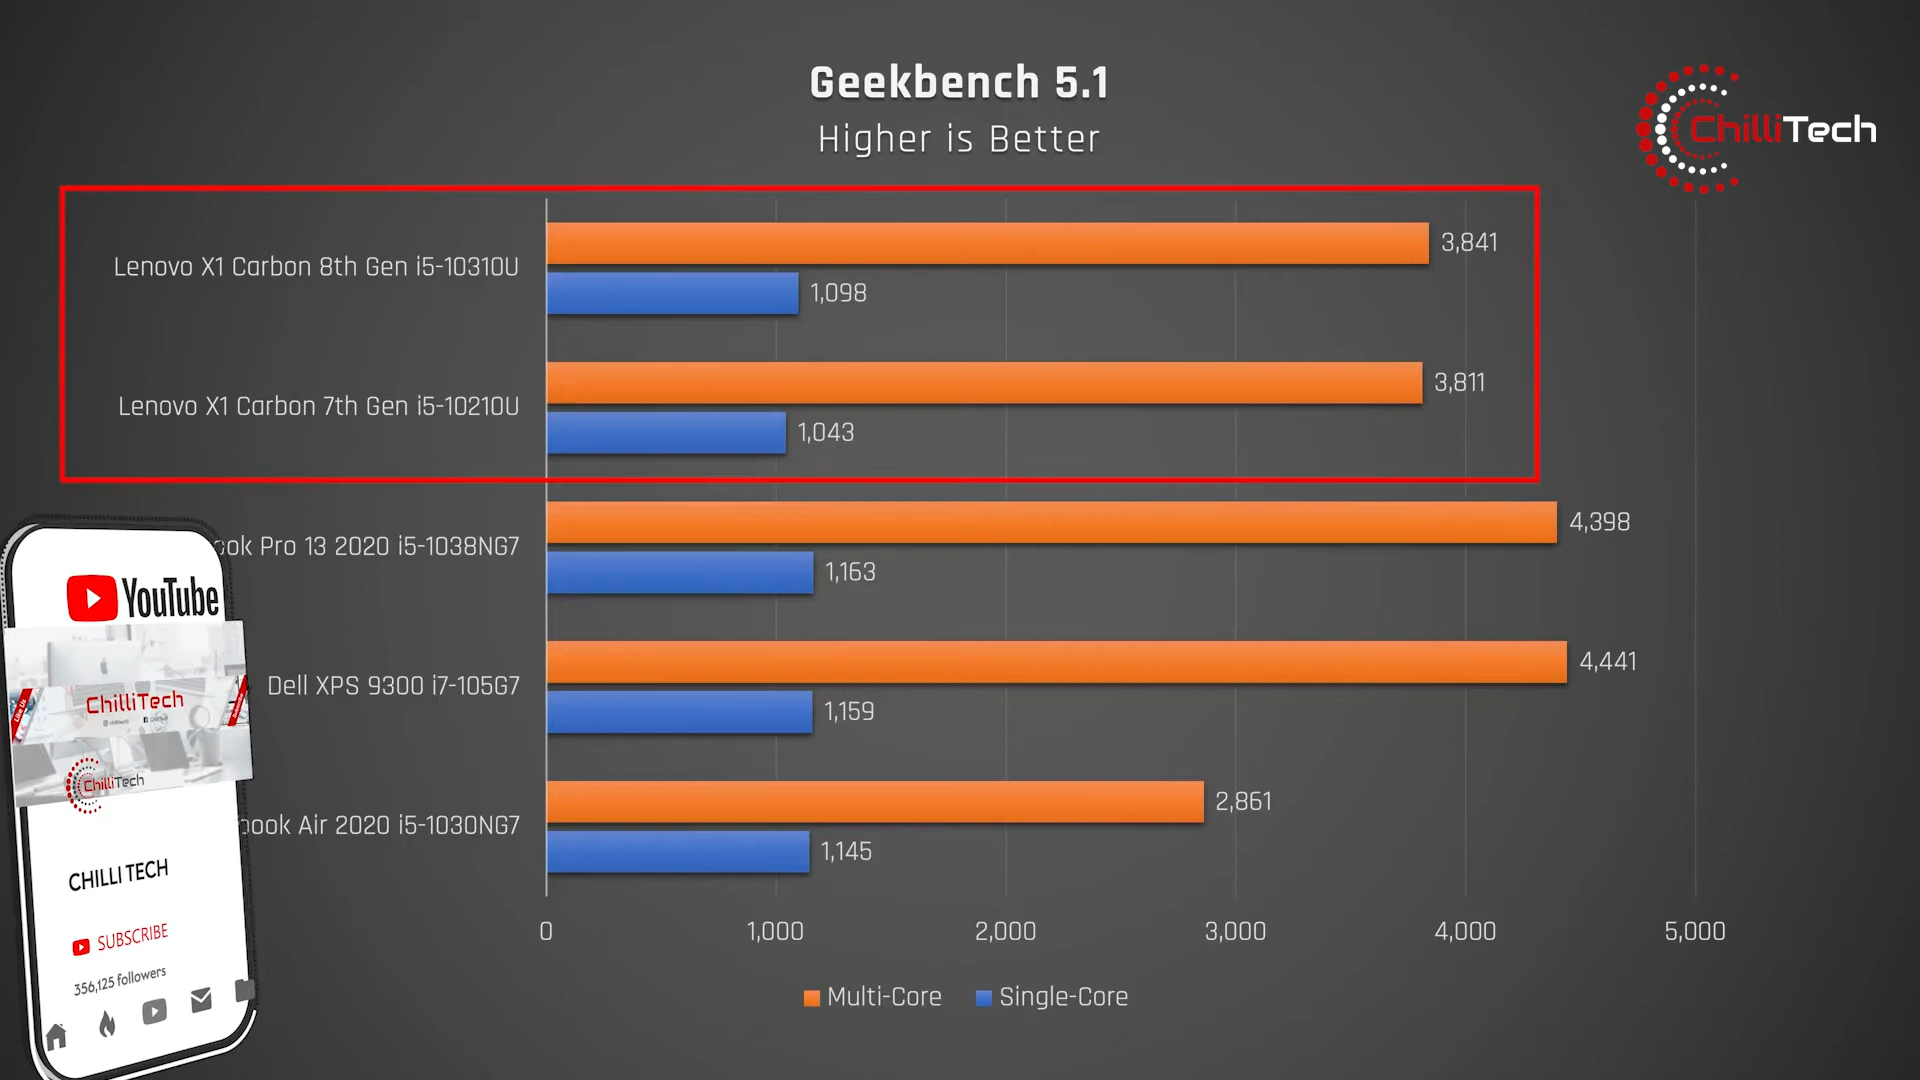 Geekbench 5.1
Higher is Better
ChilliTech
Lenovo X1 Carbon 8th Gen i5-10310U
3,841
1,098
Lenovo X1 Carbon 7th Gen i5-10210U
3,811
1,043
ook Pro 13 2020 i5-1038NG7
4,398
1,163
Dell XPS 9300 i7-105G7
4,441
1,159
ook Air 2020 i5-1030NG7
2,861
1,145
0 1,000 2,000 3,000 4,000 5,000
Multi-Core Single-Core
YouTube
ChilliTech
ChilliTech
CHILLI TECH
SUBSCRIBE
356,125 followers